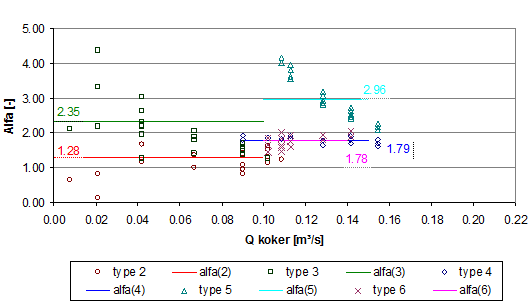 5.00
4.00
3.00
2.00
1.00
0.00
Alfa [-]
2.35
1.28
2.96
1.79
1.78
0.00 0.02 0.04 0.06 0.08 0.10 0.12 0.14 0.16 0.18 0.20 0.22
Q koker [m³/s]
type 2 alfa(2) type 3 alfa(3) type 4
alfa(4) type 5 alfa(5) type 6 alfa(6)